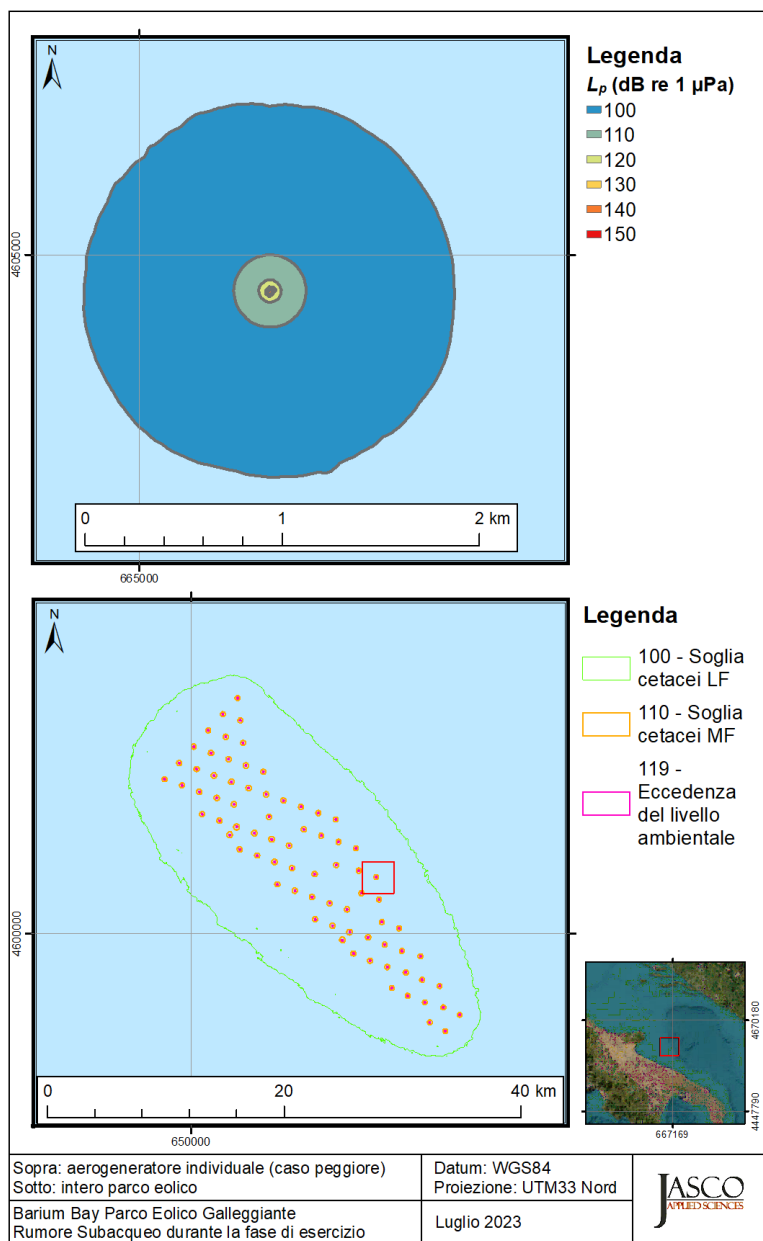 N
4605000
665000
0 1 2 km
Legenda
Lp (dB re 1 µPa)
100
110
120
130
140
150
N
4600000
650000
0 20 40 km
Legenda
100 - Soglia
cetacei LF
110 - Soglia
cetacei MF
119 -
Eccedenza
del livello
ambientale
4670180
4447790
667169
Sopra: aerogeneratore individuale (caso peggiore)
Sotto: intero parco eolico
Datum: WGS84
Proiezione: UTM33 Nord
Barium Bay Parco Eolico Galleggiante
Rumore Subacqueo durante la fase di esercizio
Luglio 2023
JASCO
APPLIED SCIENCES